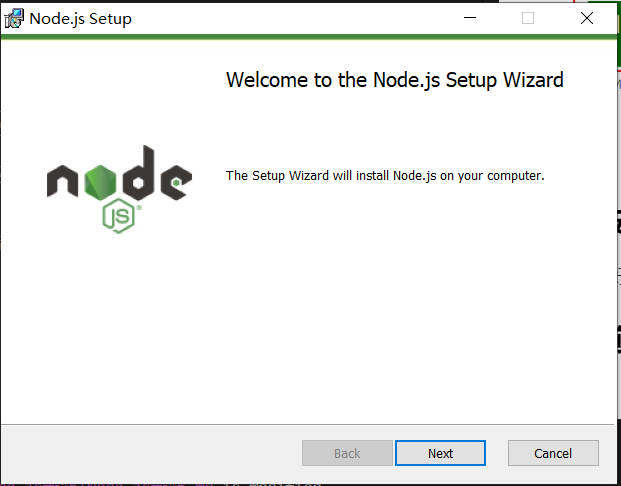 Node.js Setup
Welcome to the Node.js Setup Wizard
node
JS
The Setup Wizard will install Node.js on your computer.
Back
Next
Cancel